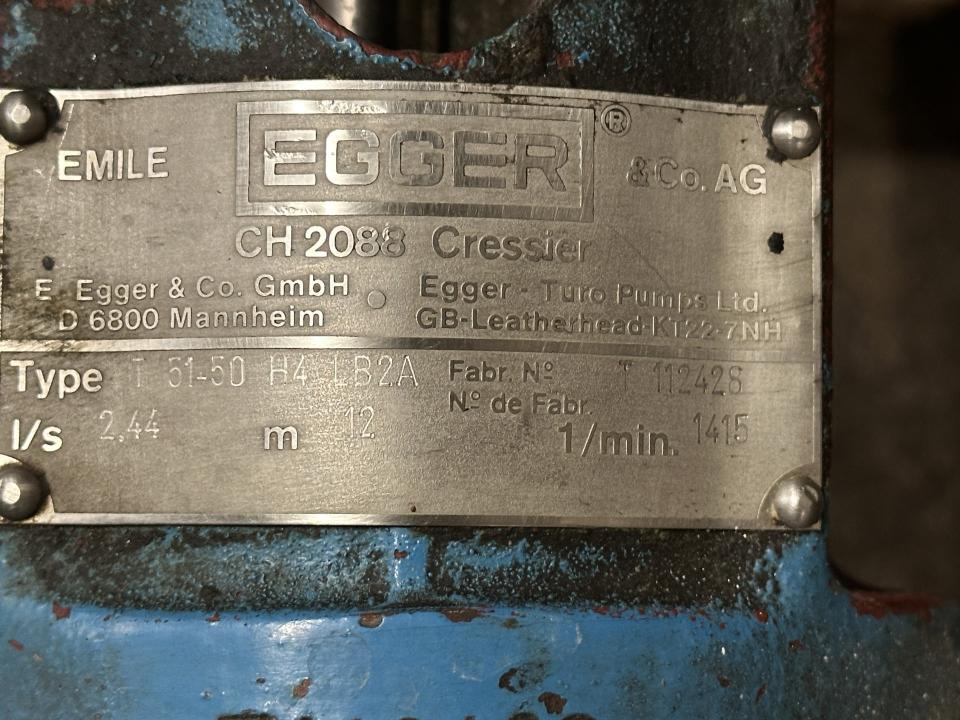 EMILE EGGER ® & Co. AG
CH 2088 Cressier
E Egger & Co. GmbH
D 6800 Mannheim
Egger - Turo Pumps Ltd.
GB-Leatherhead-KT22-7NH
Type T 51-50 H4 LB2A
Fabr. Nº T 112428
N.º de Fabr.
l/s 2,44 m 12 1/min. 1415